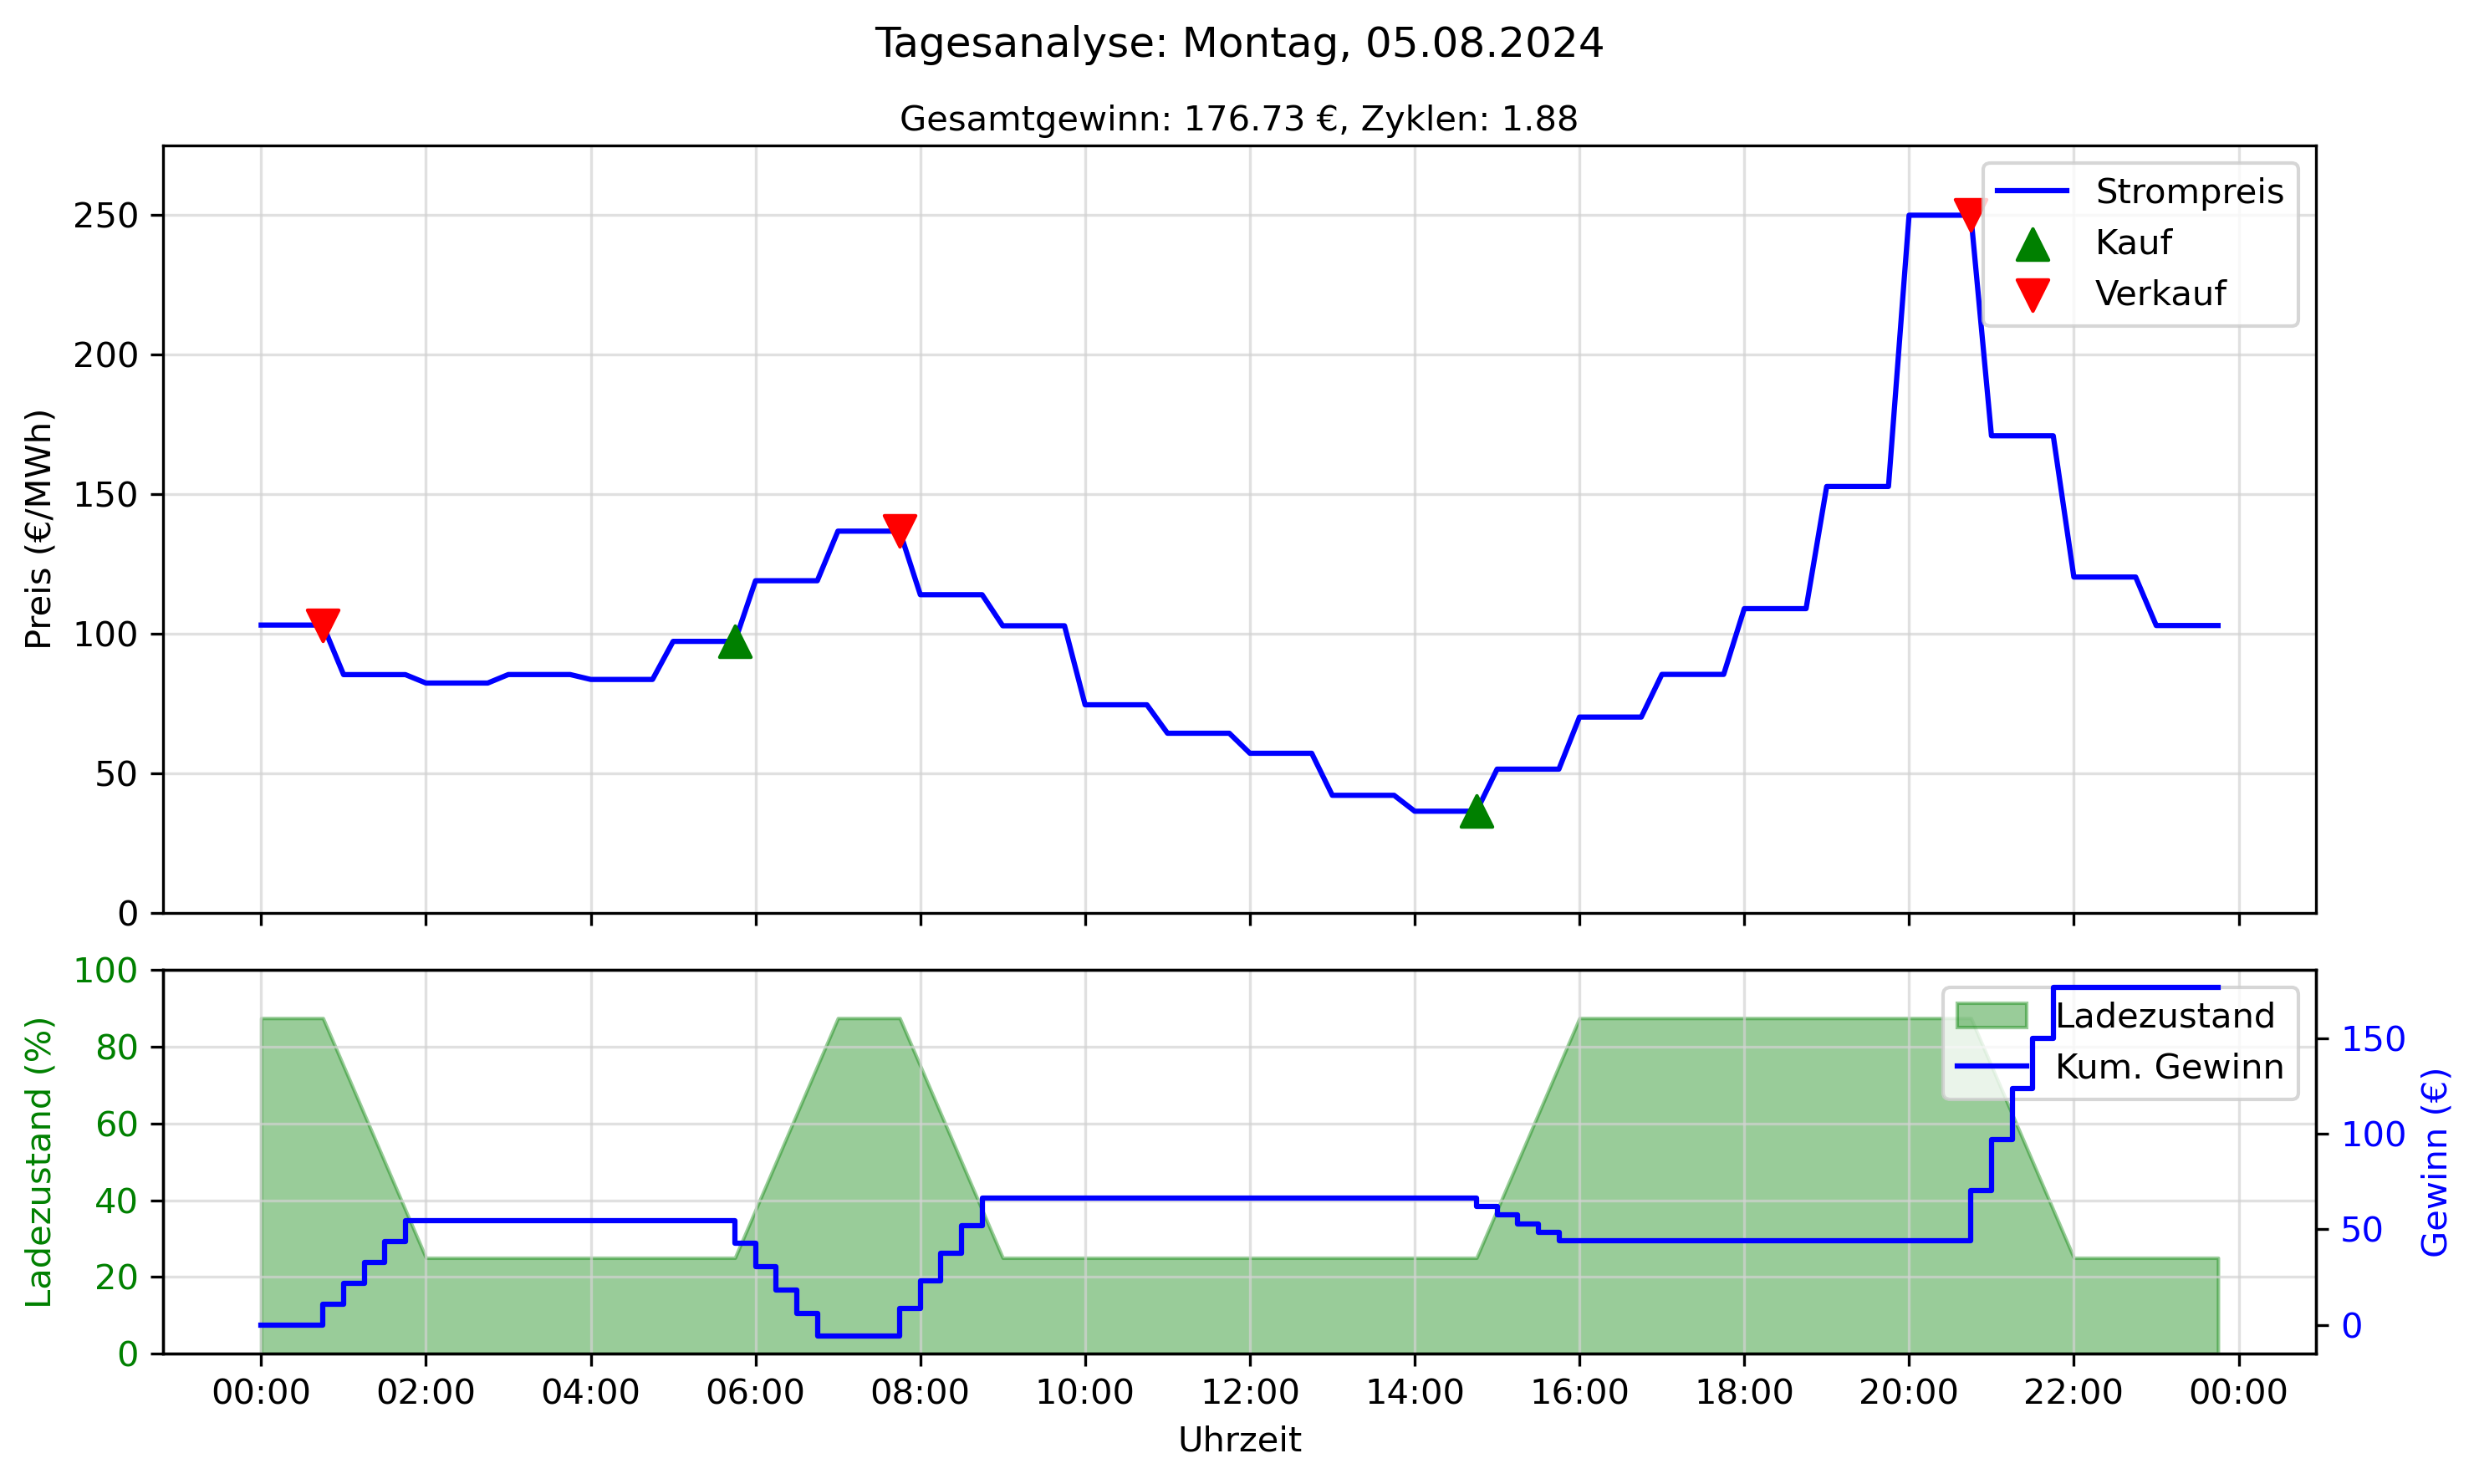 Tagesanalyse: Montag, 05.08.2024
Gesamtgewinn: 176.73 €, Zyklen: 1.88
Preis (€/MWh)
250
200
150
100
50
0
Strompreis
Kauf
Verkauf
Ladezustand (%)
100
80
60
40
20
0
Ladezustand
Kum. Gewinn
150
100
50
0
Gewinn (€)
00:00 02:00 04:00 06:00 08:00 10:00 12:00 14:00 16:00 18:00 20:00 22:00 00:00
Uhrzeit